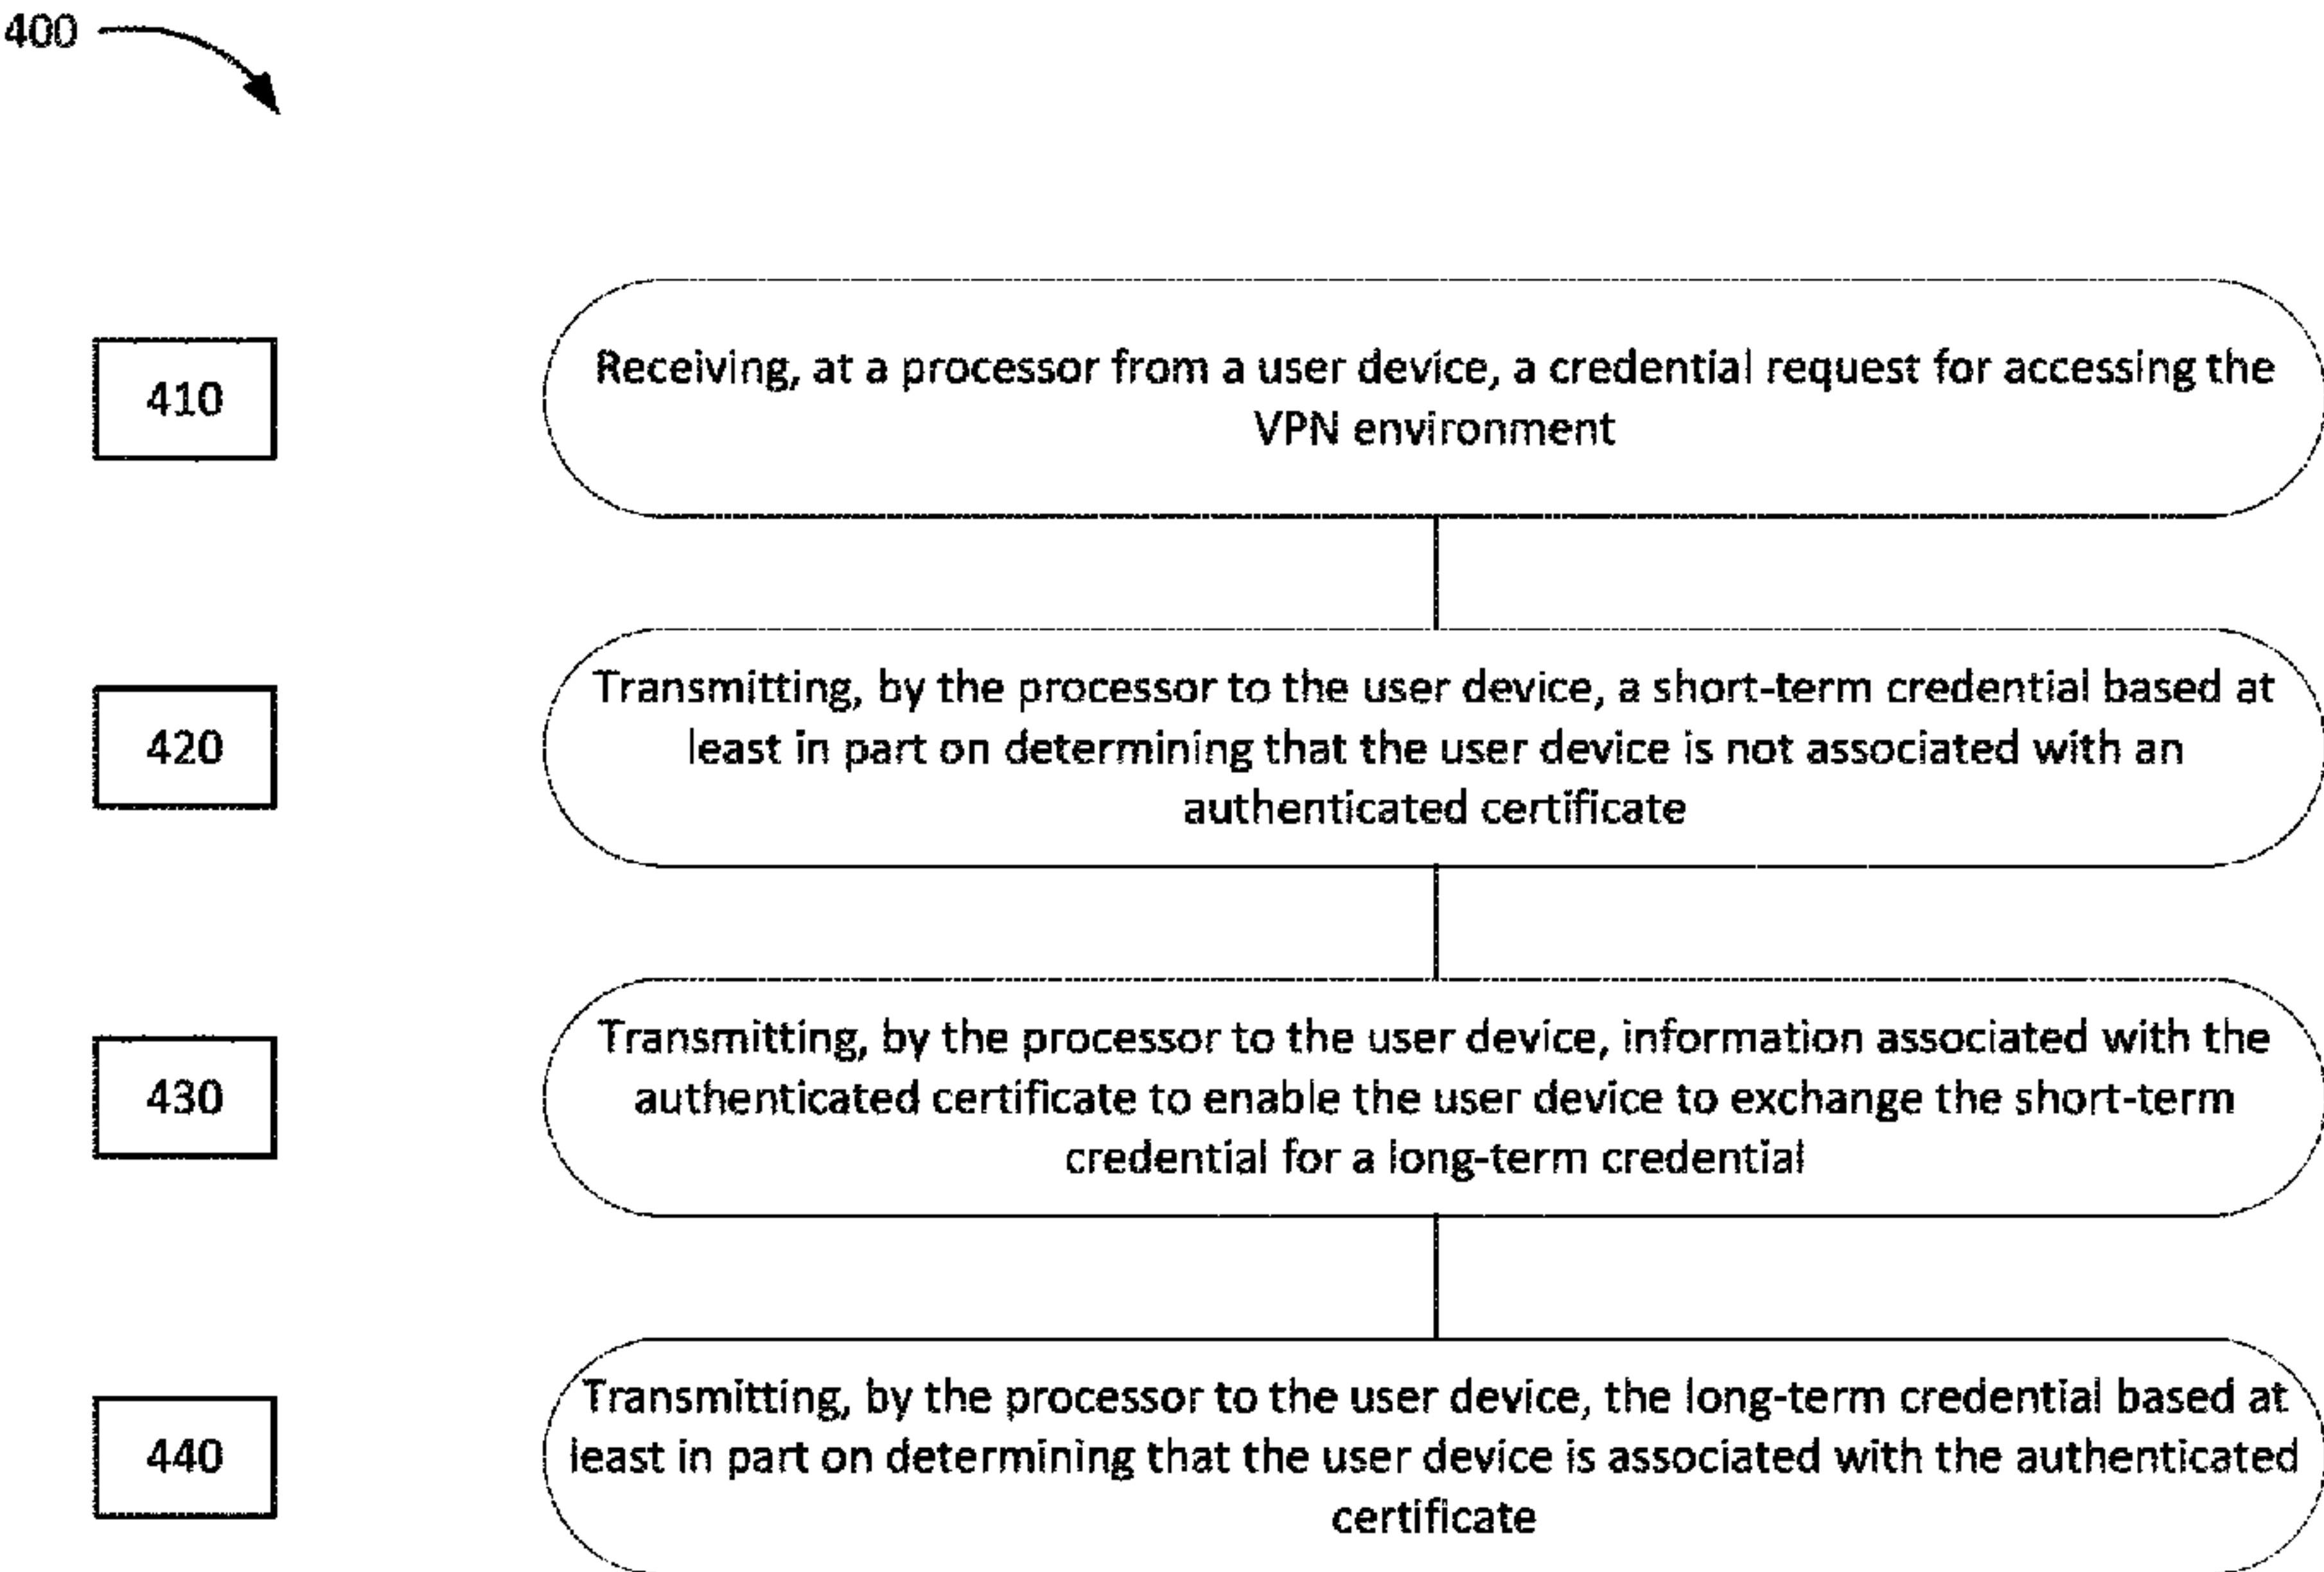 400
410
Receiving, at a processor from a user device, a credential request for accessing the
VPN environment
420
Transmitting, by the processor to the user device, a short-term credential based at
least in part on determining that the user device is not associated with an
authenticated certificate
430
Transmitting, by the processor to the user device, information associated with the
authenticated certificate to enable the user device to exchange the short-term
credential for a long-term credential
440
Transmitting, by the processor to the user device, the long-term credential based at
least in part on determining that the user device is associated with the authenticated
certificate